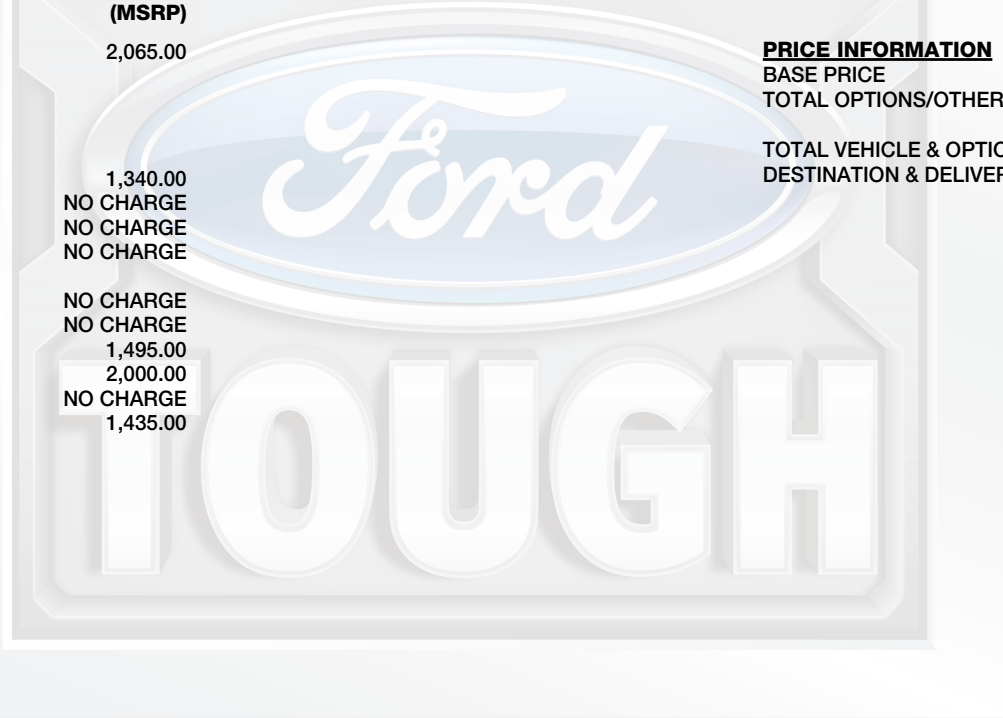 (MSRP)
2,065.00
1,340.00
NO CHARGE
NO CHARGE
NO CHARGE
NO CHARGE
NO CHARGE
1,495.00
2,000.00
NO CHARGE
1,435.00
PRICE INFORMATION
BASE PRICE
TOTAL OPTIONS/OTHER
TOTAL VEHICLE & OPTIO
DESTINATION & DELIVER
Ford
TOUGH